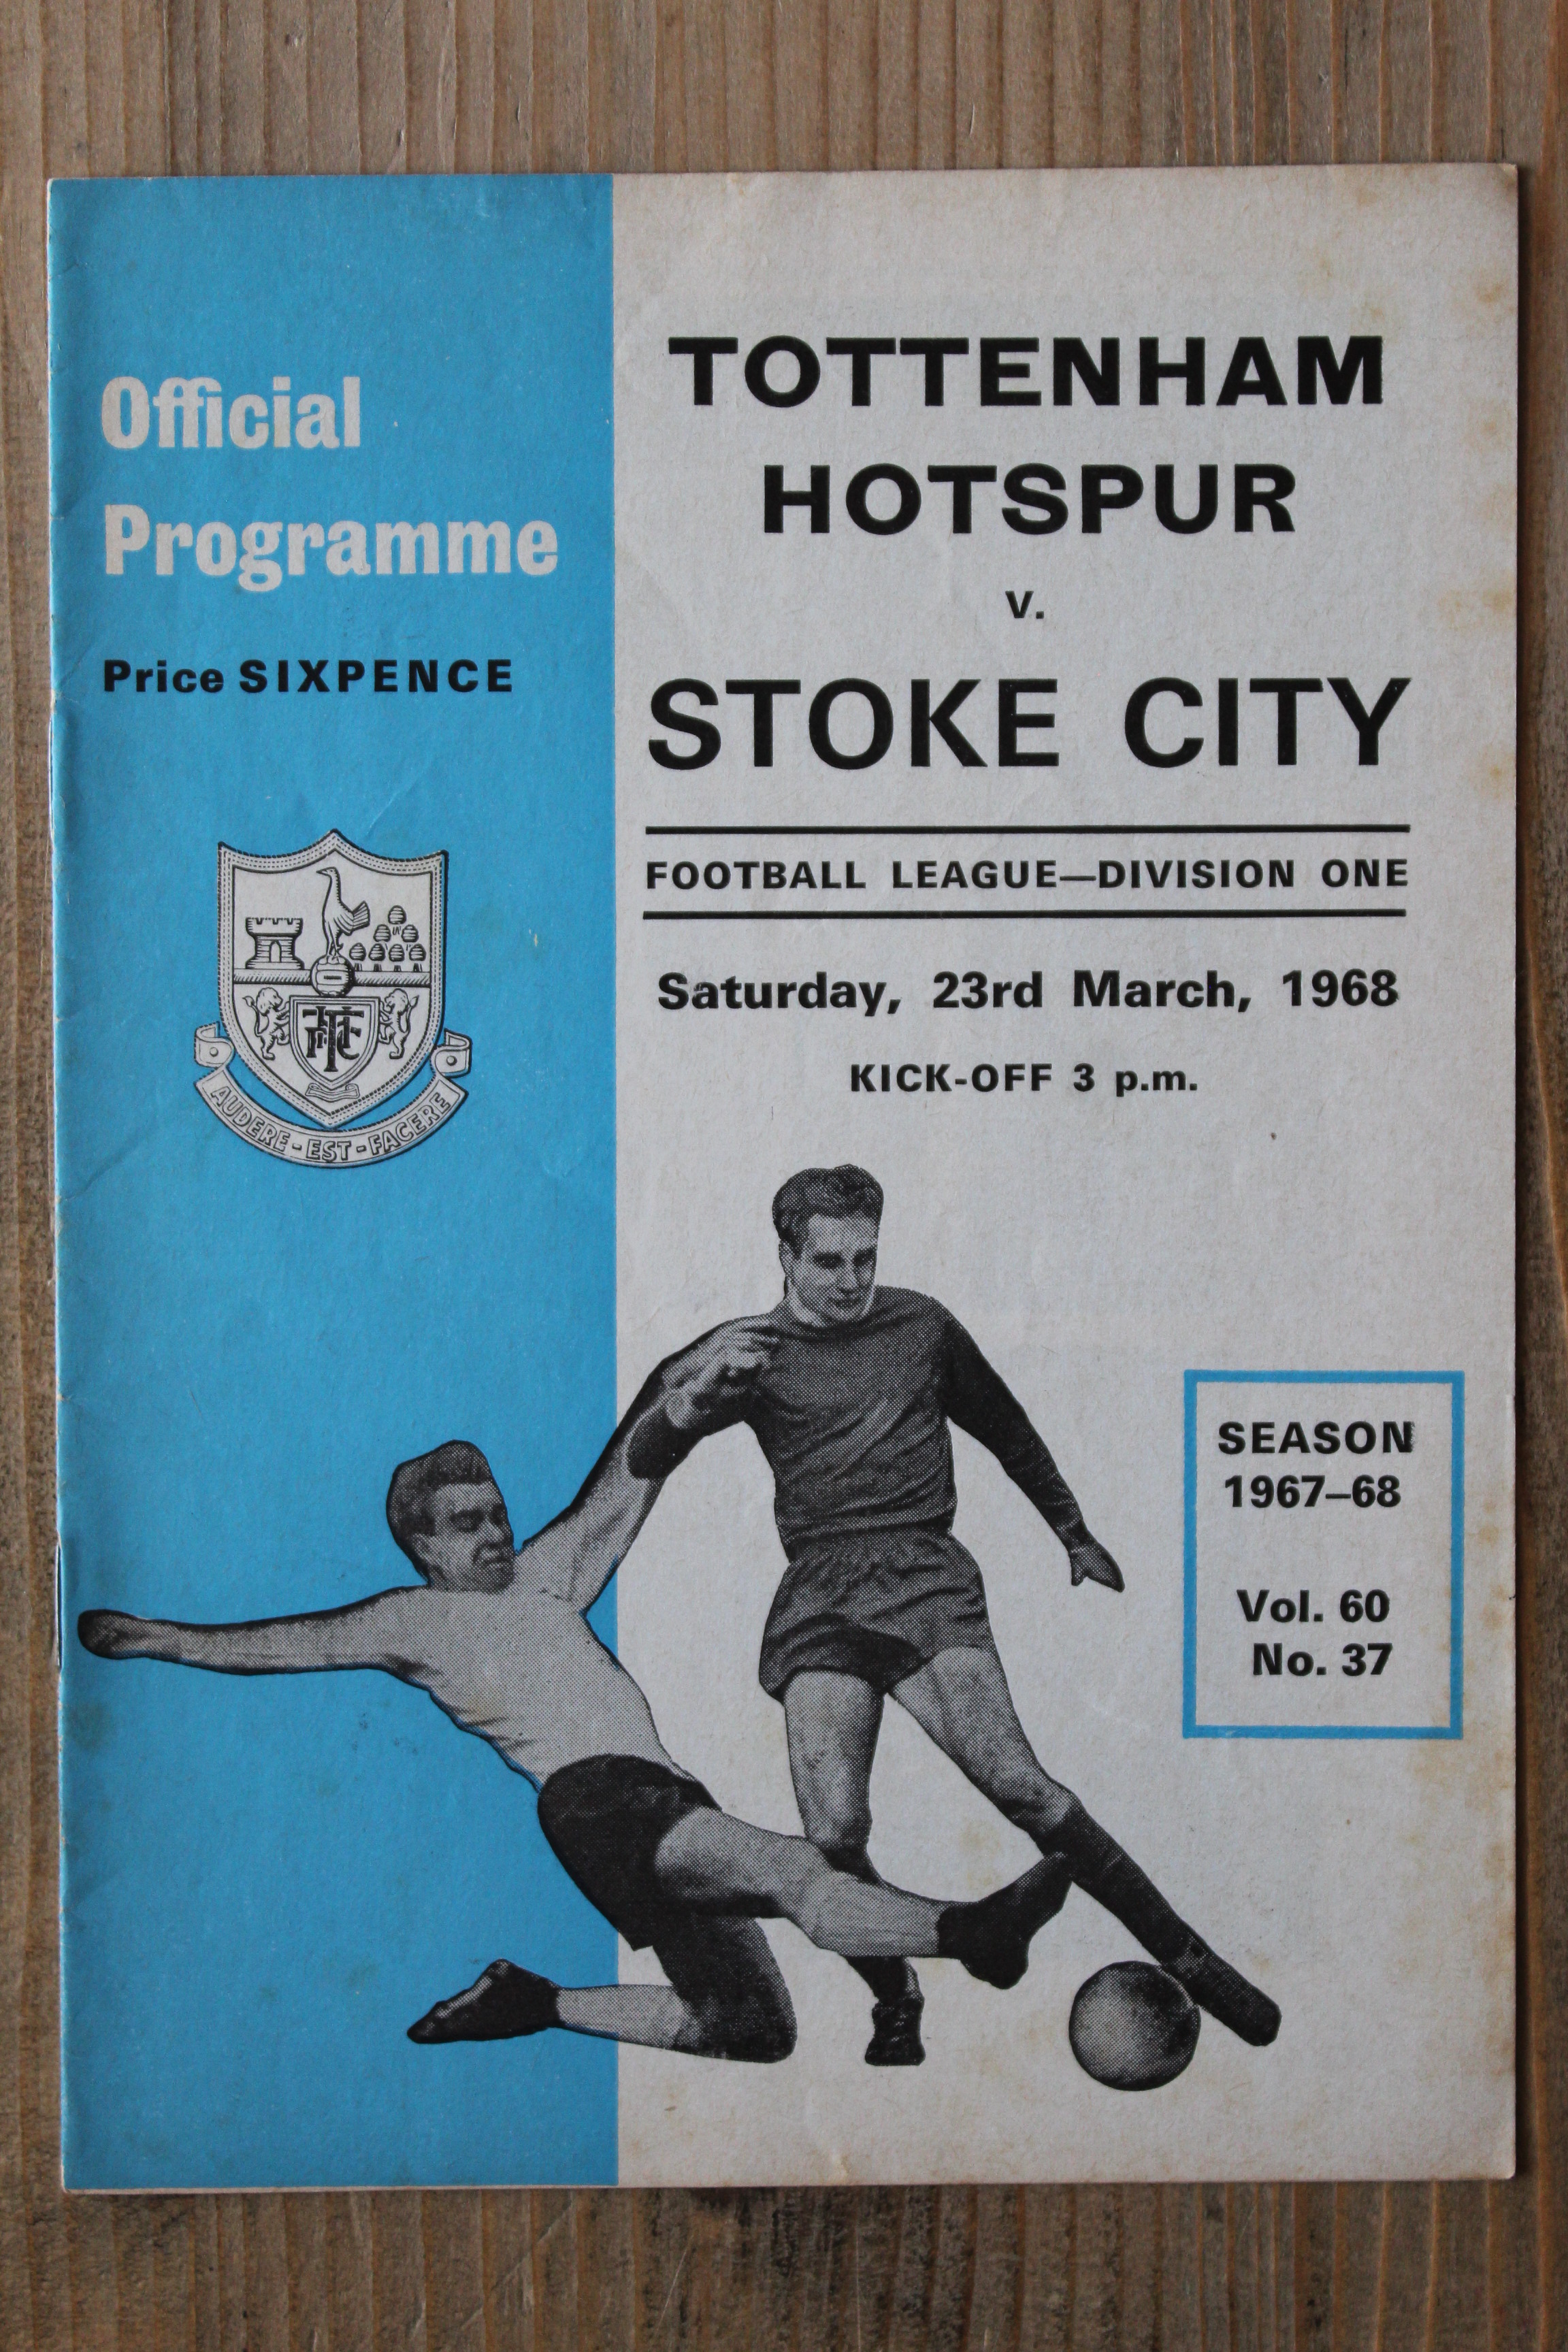 Official
Programme
Price SIXPENCE
AUDERE - EST - FACERE
TOTTENHAM
HOTSPUR
v.
STOKE CITY
FOOTBALL LEAGUE—DIVISION ONE
Saturday, 23rd March, 1968
KICK-OFF 3 p.m.
SEASON
1967–68
Vol. 60
No. 37